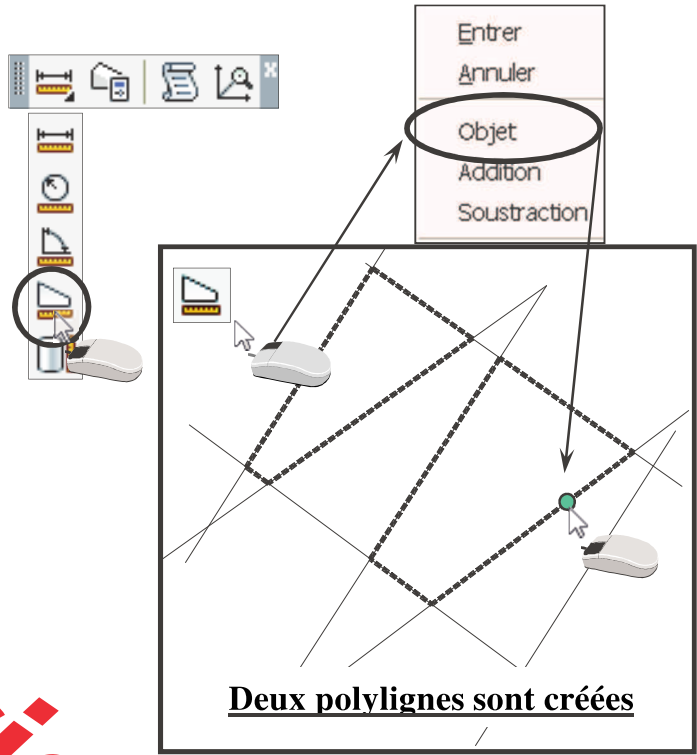 Entrer
Annuler
Objet
Addition
Soustraction
Deux polylignes sont créées